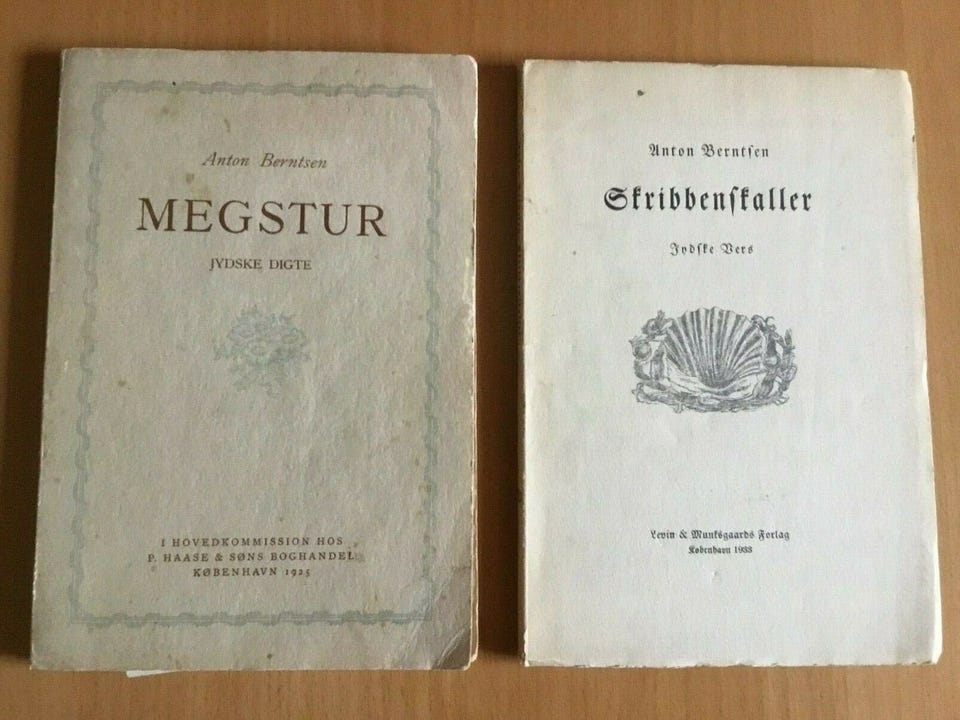 Anton Berntsen
MEGSTUR
JYDSKE DIGTE
I HOVEDKOMMISSION HOS
P. HAASE & SØNS BOGHANDEL
KØBENHAVN 1925
Anton Berntſen
Skribbenſkaller
Jydſke Vers
Levin & Munksgaards Forlag
København 1933